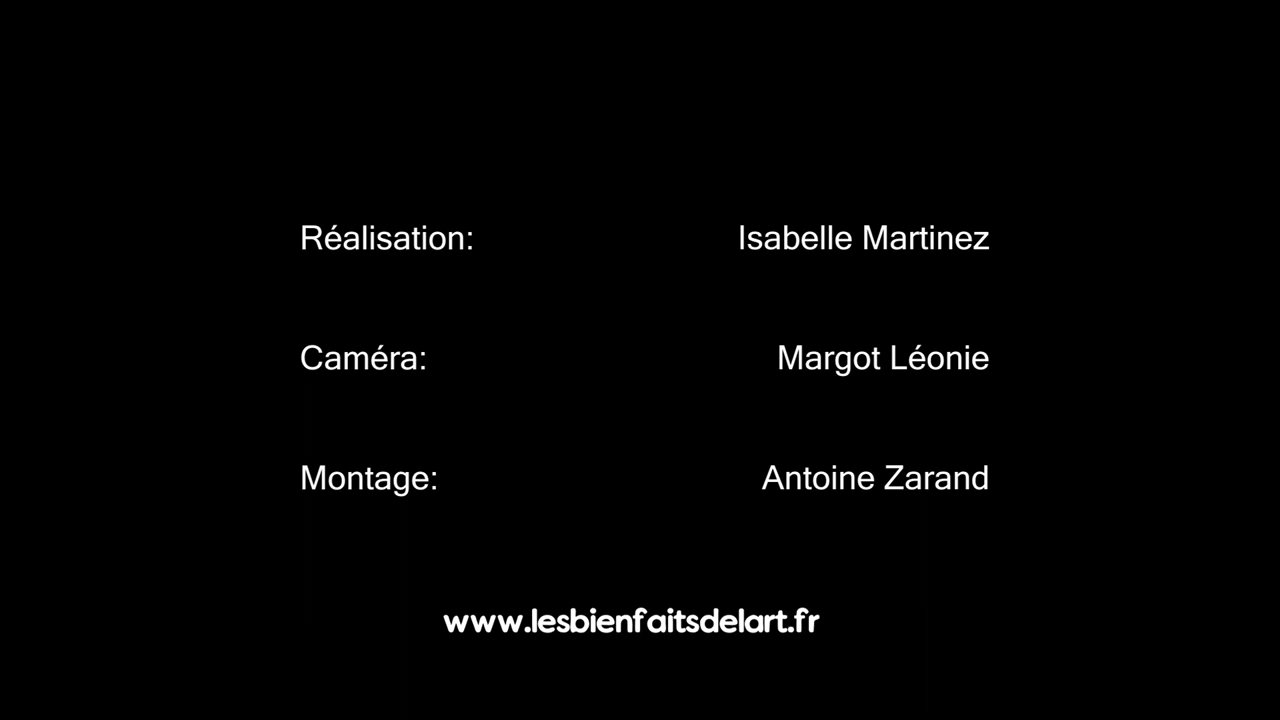 Réalisation: Isabelle Martinez
Caméra: Margot Léonie
Montage: Antoine Zarand
www.lesbienfaitsdelart.fr